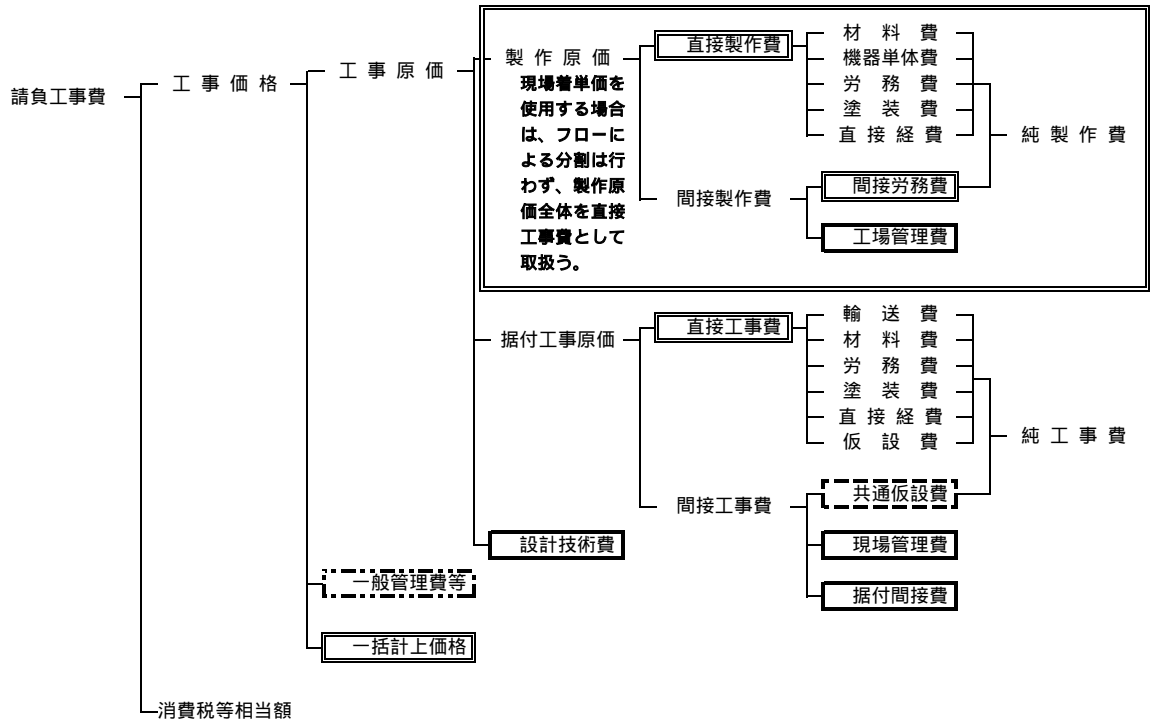 請負工事費
工事価格
工事原価
製作原価
現場着単価を
使用する場合
は、フローに
よる分割は行
わず、製作原
価全体を直接
工事費として
取扱う。
直接製作費
材料費
機器単体費
労務費
塗装費
直接経費
純製作費
間接製作費
間接労務費
工場管理費
据付工事原価
直接工事費
輸送費
材料費
労務費
塗装費
直接経費
仮設費
純工事費
間接工事費
共通仮設費
現場管理費
据付間接費
設計技術費
一般管理費等
一括計上価格
消費税等相当額